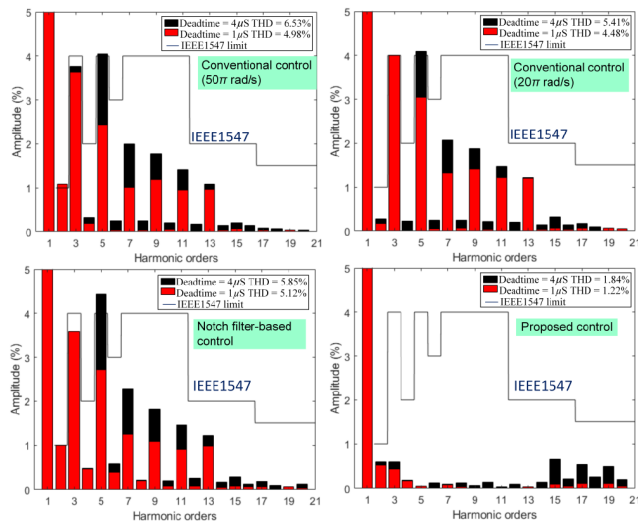 Deadtime = 4μS THD = 6.53%
Deadtime = 1μS THD = 4.98%
IEEE1547 limit
Conventional control
(50π rad/s)
IEEE1547
Amplitude (%)
5
4
3
2
1
0
1 3 5 7 9 11 13 15 17 19 21
Harmonic orders
Deadtime = 4μS THD = 5.41%
Deadtime = 1μS THD = 4.48%
IEEE1547 limit
Conventional control
(20π rad/s)
IEEE1547
Amplitude (%)
5
4
3
2
1
0
1 3 5 7 9 11 13 15 17 19 21
Harmonic orders
Deadtime = 4μS THD = 5.85%
Deadtime = 1μS THD = 5.12%
IEEE1547 limit
Notch filter-based
control
IEEE1547
Amplitude (%)
5
4
3
2
1
0
1 3 5 7 9 11 13 15 17 19 21
Harmonic orders
Deadtime = 4μS THD = 1.84%
Deadtime = 1μS THD = 1.22%
IEEE1547 limit
Proposed control
IEEE1547
Amplitude (%)
5
4
3
2
1
0
1 3 5 7 9 11 13 15 17 19 21
Harmonic orders